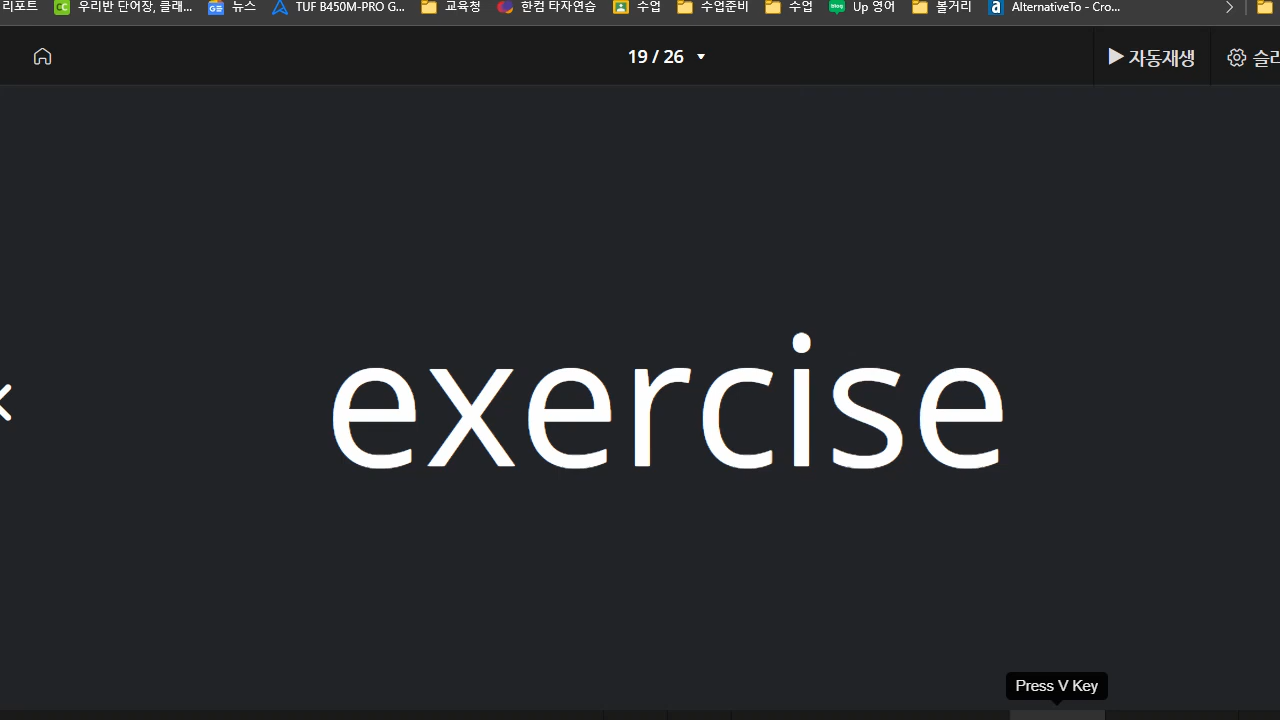 리포트 우리반 단어장, 클래... 뉴스 TUF B450M-PRO G... 교육청 한컴 타자연습 수업 수업준비 수업 Up 영어 볼거리 AlternativeTo - Cro...
19 / 26 자동재생 슬라
exercise
Press V Key